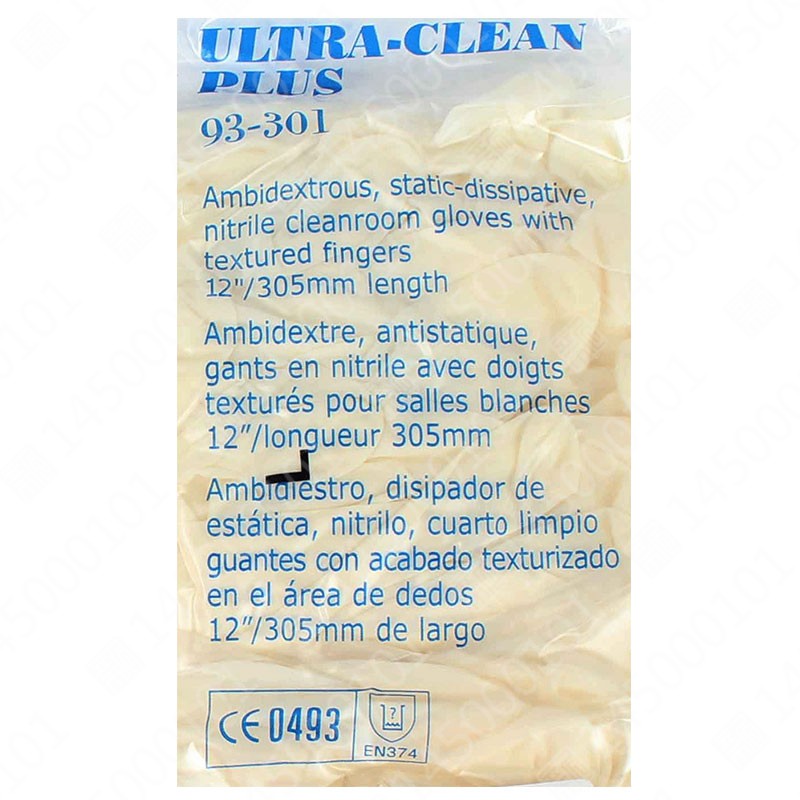 ULTRA-CLEAN
PLUS
93-301
Ambidextrous, static-dissipative,
nitrile cleanroom gloves with
textured fingers
12"/305mm length
Ambidextre, antistatique,
gants en nitrile avec doigts
texturés pour salles blanches
12"/longueur 305mm
L
Ambidiestro, disipador de
estática, nitrilo, cuarto limpio
guantes con acabado texturizado
en el área de dedos
12"/305mm de largo
CE 0493
?
EN374